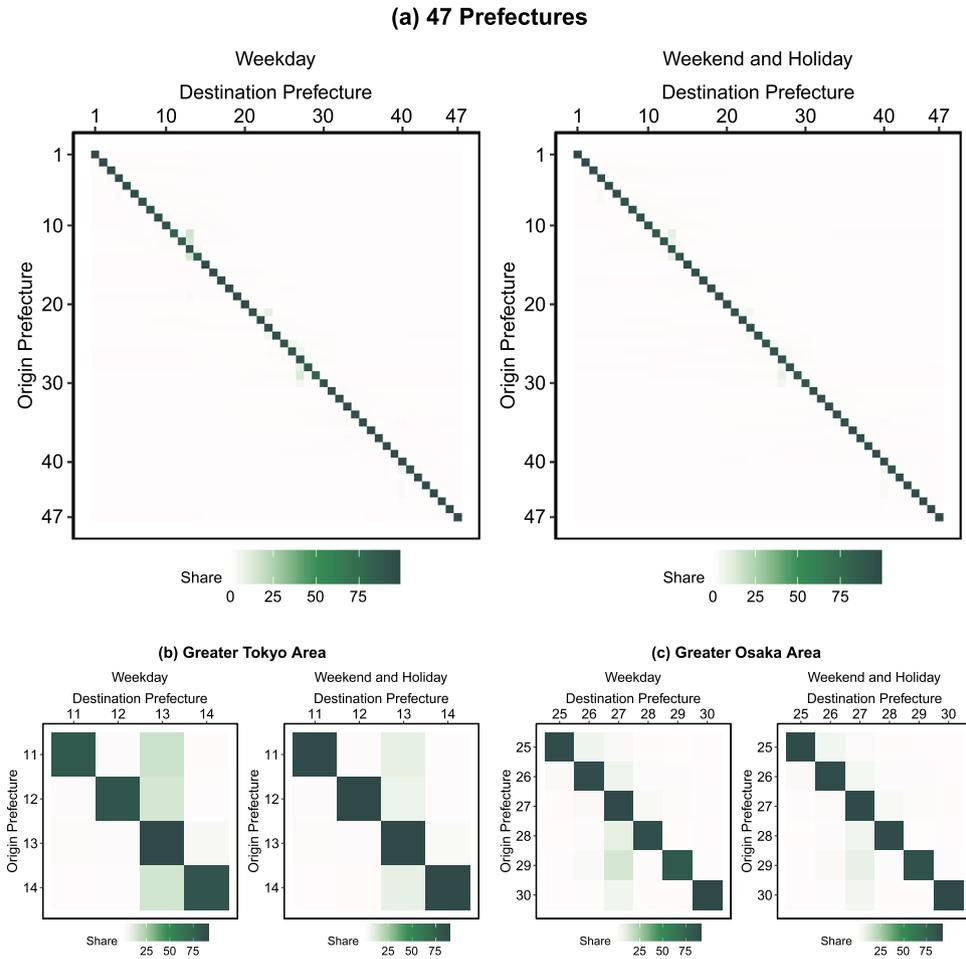 (a) 47 Prefectures
Weekday
Destination Prefecture
1 10 20 30 40 47
Origin Prefecture
1
10
20
30
40
47
Share
0 25 50 75
Weekend and Holiday
Destination Prefecture
1 10 20 30 40 47
Origin Prefecture
1
10
20
30
40
47
Share
0 25 50 75
(b) Greater Tokyo Area
Weekday
Destination Prefecture
11 12 13 14
Origin Prefecture
11
12
13
14
Share
25 50 75
Weekend and Holiday
Destination Prefecture
11 12 13 14
Origin Prefecture
11
12
13
14
Share
25 50 75
(c) Greater Osaka Area
Weekday
Destination Prefecture
25 26 27 28 29 30
Origin Prefecture
25
26
27
28
29
30
Share
25 50 75
Weekend and Holiday
Destination Prefecture
25 26 27 28 29 30
Origin Prefecture
25
26
27
28
29
30
Share
25 50 75